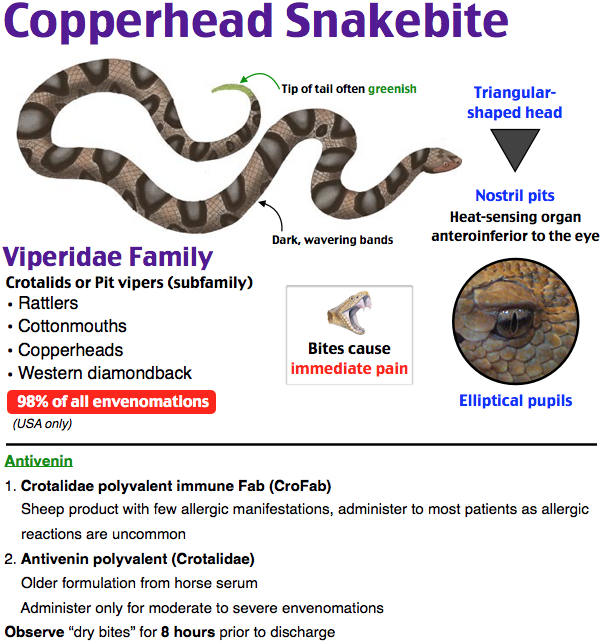 Copperhead Snakebite
Tip of tail often greenish
Triangular-
shaped head
Nostril pits
Heat-sensing organ
anteroinferior to the eye
Dark, wavering bands
Viperidae Family
Crotalids or Pit vipers (subfamily)
• Rattlers
• Cottonmouths
• Copperheads
• Western diamondback
98% of all envenomations
(USA only)
Bites cause
immediate pain
Elliptical pupils
Antivenin
1. Crotalidae polyvalent immune Fab (CroFab)
Sheep product with few allergic manifestations, administer to most patients as allergic
reactions are uncommon
2. Antivenin polyvalent (Crotalidae)
Older formulation from horse serum
Administer only for moderate to severe envenomations
Observe “dry bites” for 8 hours prior to discharge